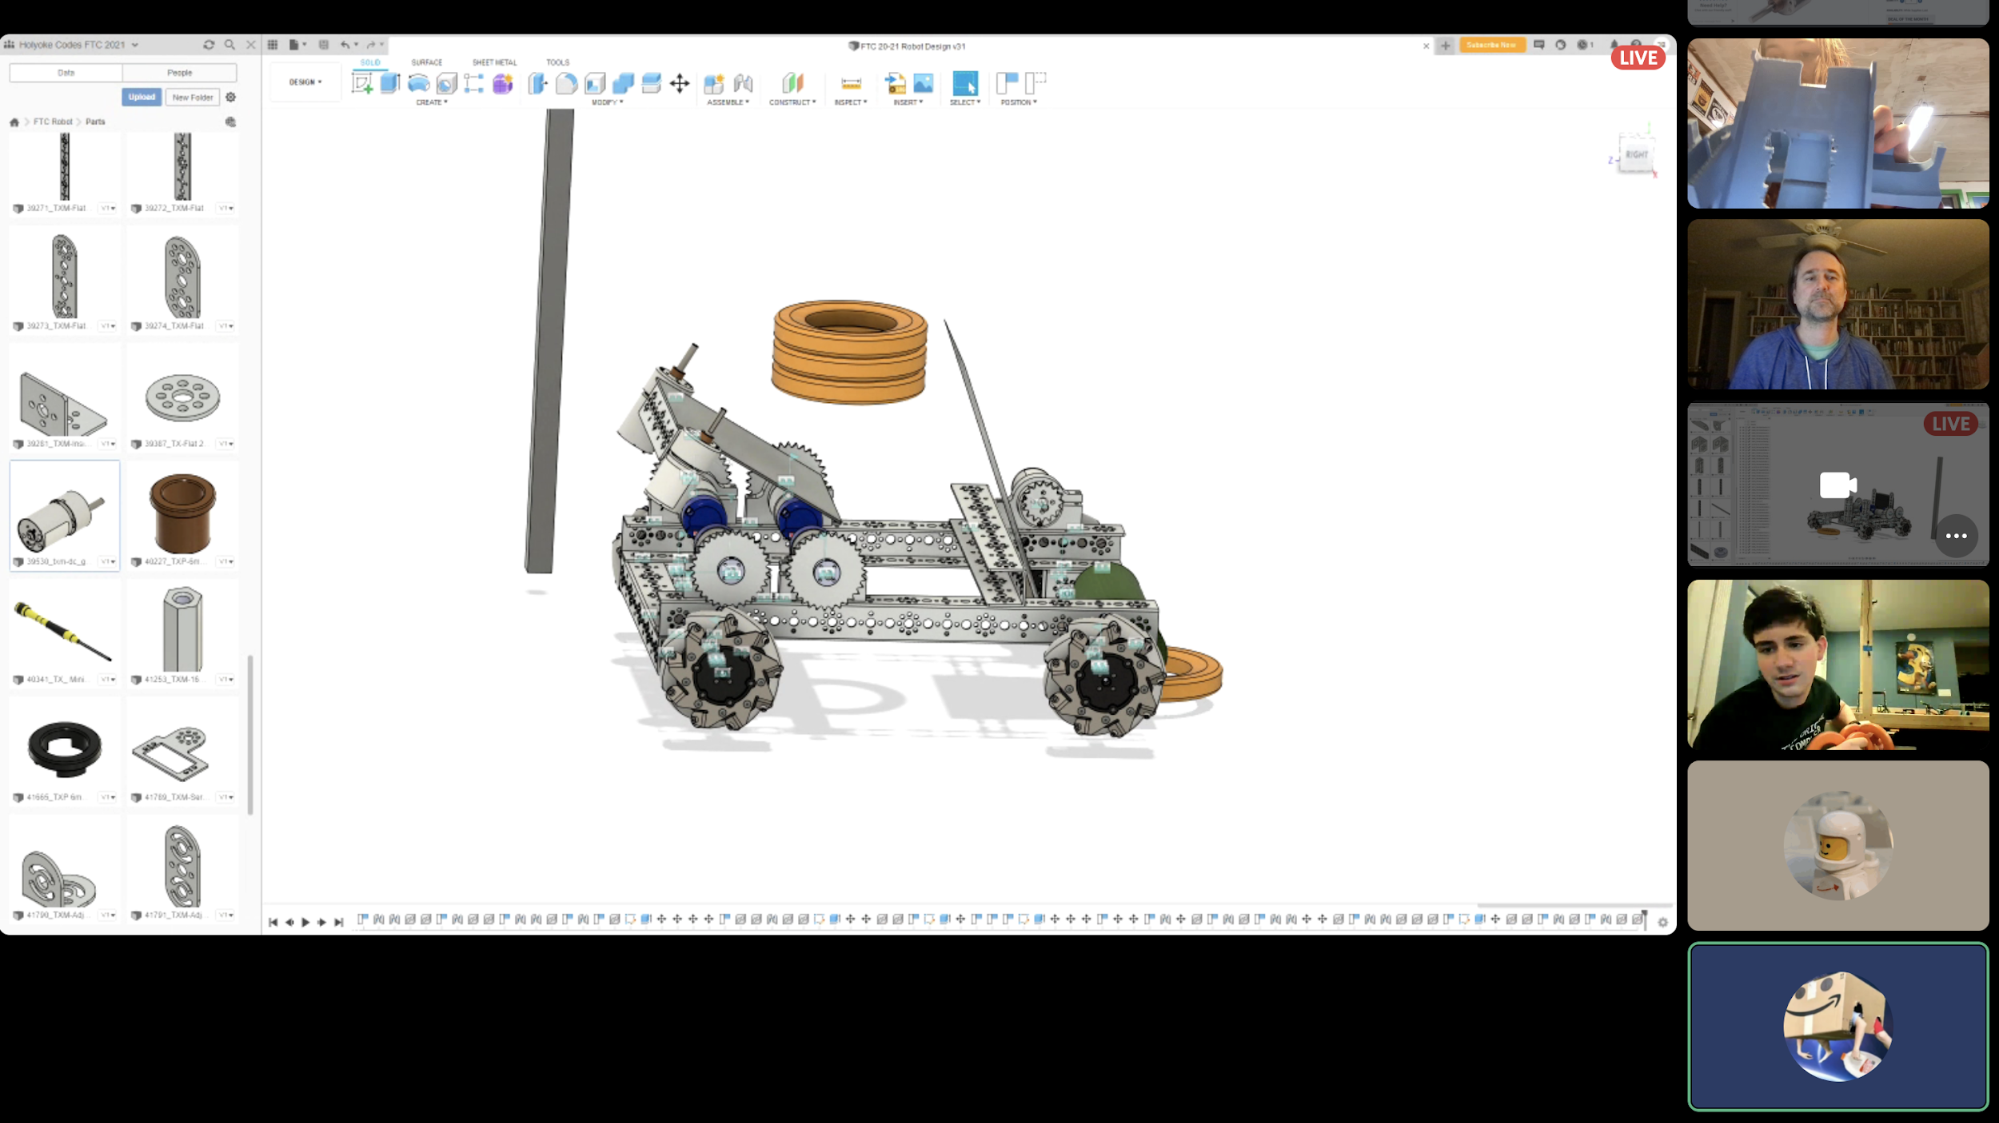 Holyoke Codes FTC 2021
FTC 20-21 Robot Design v31
Subscribe Now
LIVE
Data
People
Upload
New Folder
FTC Robot
Parts
DESIGN
SOLID
SURFACE
SHEET METAL
TOOLS
CREATE
MODIFY
ASSEMBLE
CONSTRUCT
INSPECT
INSERT
SELECT
POSITION
RIGHT
Z
39271_TXM-Flat
V1
39272_TXM-Flat
V1
39273_TXM-Flat
V1
39274_TXM-Flat
V1
39281_TXM-Ins...
V1
39387_TX-Flat 2
V1
39530_txm-dc_g
V1
40227_TXP-6m
V1
40341_TX_ Mini
V1
41253_TXM-16
V1
41665_TXP 6m
V1
41789_TXM-Ser...
V1
41790_TXM-Adj...
V1
41791_TXM-Adj...
V1
LIVE